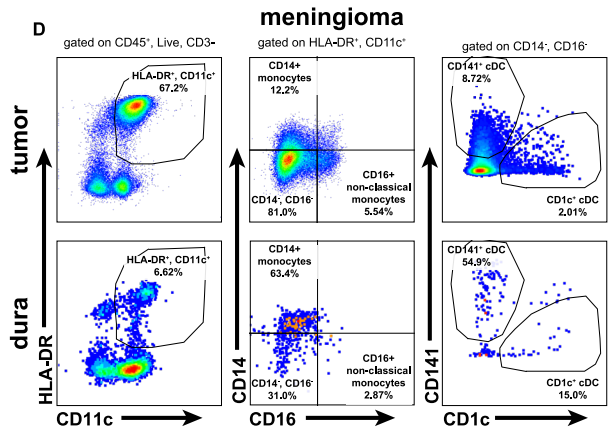 meningioma
D
gated on CD45⁺, Live, CD3-
gated on HLA-DR⁺, CD11c⁺
gated on CD14⁻, CD16⁻
tumor
HLA-DR⁺, CD11c⁺
67.2%
CD14+
monocytes
12.2%
CD14⁻, CD16⁻
81.0%
CD16+
non-classical
monocytes
5.54%
CD141⁺ cDC
8.72%
CD1c⁺ cDC
2.01%
dura
HLA-DR⁺, CD11c⁺
6.62%
CD14+
monocytes
63.4%
CD14⁻, CD16⁻
31.0%
CD16+
non-classical
monocytes
2.87%
CD141⁺ cDC
54.9%
CD1c⁺ cDC
15.0%
HLA-DR
CD11c
CD14
CD16
CD141
CD1c